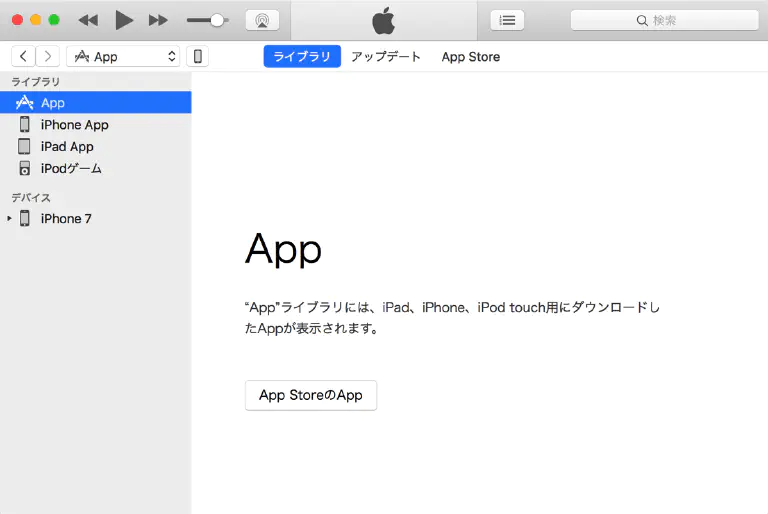 検索
App
ライブラリ アップデート App Store
ライブラリ
App
iPhone App
iPad App
iPodゲーム
デバイス
iPhone 7
App
“App”ライブラリには、iPad、iPhone、iPod touch用にダウンロードし
たAppが表示されます。
App StoreのApp